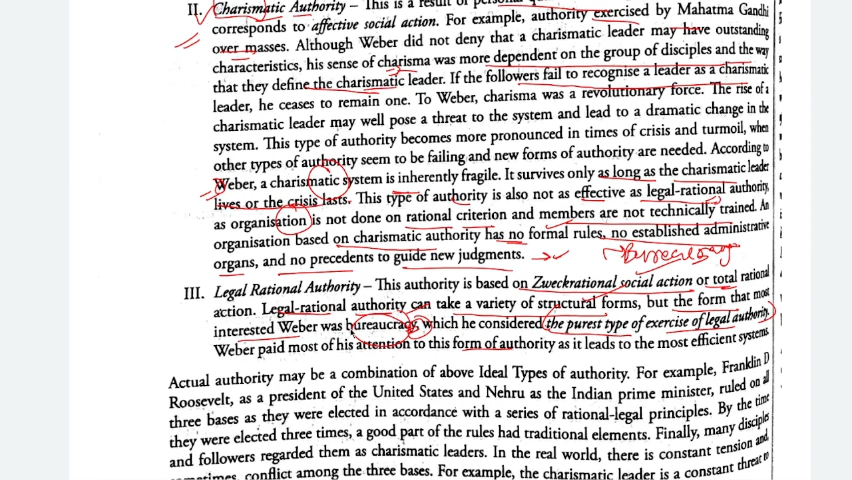 II. Charismatic Authority – This is a result of personal
corresponds to affective social action. For example, authority exercised by Mahatma Gandhi
over masses. Although Weber did not deny that a charismatic leader may have outstanding
characteristics, his sense of charisma was more dependent on the group of disciples and the way
that they define the charismatic leader. If the followers fail to recognise a leader as a charismatic
leader, he ceases to remain one. To Weber, charisma was a revolutionary force. The rise of a
charismatic leader may well pose a threat to the system and lead to a dramatic change in the
system. This type of authority becomes more pronounced in times of crisis and turmoil, when
other types of authority seem to be failing and new forms of authority are needed. According to
Weber, a charismatic system is inherently fragile. It survives only as long as the charismatic leader
lives or the crisis lasts. This type of authority is also not as effective as legal-rational authority,
as organisation is not done on rational criterion and members are not technically trained. An
organisation based on charismatic authority has no formal rules, no established administrative
organs, and no precedents to guide new judgments.
Bureaucracy
III. Legal Rational Authority – This authority is based on Zweckrational social action or total rational
action. Legal-rational authority can take a variety of structural forms, but the form that most
interested Weber was bureaucracy, which he considered 'the purest type of exercise of legal authority'.
Weber paid most of his attention to this form of authority as it leads to the most efficient systems
Actual authority may be a combination of above Ideal Types of authority. For example, Franklin D
Roosevelt, as a president of the United States and Nehru as the Indian prime minister, ruled on all
three bases as they were elected in accordance with a series of rational-legal principles. By the time
they were elected three times, a good part of the rules had traditional elements. Finally, many disciples
and followers regarded them as charismatic leaders. In the real world, there is constant tension and
sometimes, conflict among the three bases. For example, the charismatic leader is a constant threat to